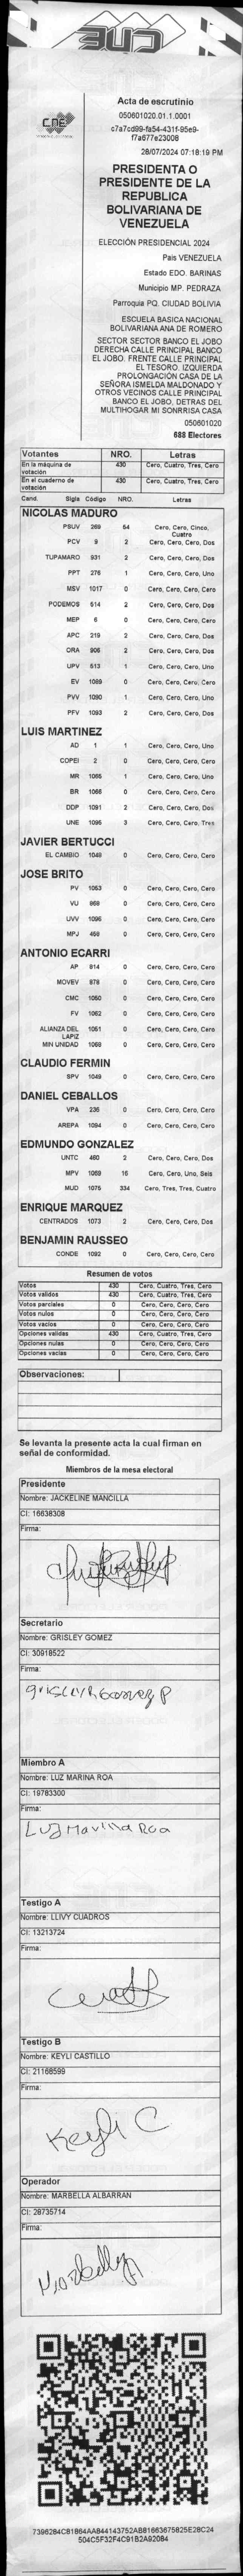 CNE
CNE
Acta de escrutinio
050601020.01.1.0001
c7a7cd99-fa54-431f-95e9-
f7a677e23008
28/07/2024 07:18:19 PM
PRESIDENTA O
PRESIDENTE DE LA
REPUBLICA
BOLIVARIANA DE
VENEZUELA
ELECCIÓN PRESIDENCIAL 2024
Pais VENEZUELA
Estado EDO. BARINAS
Municipio MP. PEDRAZA
Parroquia PQ. CIUDAD BOLIVIA
ESCUELA BASICA NACIONAL
BOLIVARIANA ANA DE ROMERO
SECTOR SECTOR BANCO EL JOBO
DERECHA CALLE PRINCIPAL BANCO
EL JOBO. FRENTE CALLE PRINCIPAL
EL TESORO. IZQUIERDA
PROLONGACIÓN CASA DE LA
SEÑORA ISMELDA MALDONADO Y
OTROS VECINOS CALLE PRINCIPAL
BANCO EL JOBO, DETRAS DEL
MULTIHOGAR MI SONRRISA CASA
050601020
688 Electores
Votantes NRO. Letras
En la máquina de votación 430 Cero, Cuatro, Tres, Cero
En el cuaderno de votación 430 Cero, Cuatro, Tres, Cero
Cand. Sigla Código NRO. Letras
NICOLAS MADURO
PSUV 269 54 Cero, Cero, Cinco, Cuatro
PCV 9 2 Cero, Cero, Cero, Dos
TUPAMARO 931 2 Cero, Cero, Cero, Dos
PPT 276 1 Cero, Cero, Cero, Uno
MSV 1017 0 Cero, Cero, Cero, Cero
PODEMOS 514 2 Cero, Cero, Cero, Dos
MEP 6 0 Cero, Cero, Cero, Cero
APC 219 2 Cero, Cero, Cero, Dos
ORA 906 2 Cero, Cero, Cero, Dos
UPV 513 1 Cero, Cero, Cero, Uno
EV 1089 0 Cero, Cero, Cero, Cero
PVV 1090 1 Cero, Cero, Cero, Uno
PFV 1093 2 Cero, Cero, Cero, Dos
LUIS MARTINEZ
AD 1 1 Cero, Cero, Cero, Uno
COPEI 2 0 Cero, Cero, Cero, Cero
MR 1065 1 Cero, Cero, Cero, Uno
BR 1066 0 Cero, Cero, Cero, Cero
DDP 1091 2 Cero, Cero, Cero, Dos
UNE 1095 3 Cero, Cero, Cero, Tres
JAVIER BERTUCCI
EL CAMBIO 1048 0 Cero, Cero, Cero, Cero
JOSE BRITO
PV 1053 0 Cero, Cero, Cero, Cero
VU 868 0 Cero, Cero, Cero, Cero
UVV 1096 0 Cero, Cero, Cero, Cero
MPJ 458 0 Cero, Cero, Cero, Cero
ANTONIO ECARRI
AP 814 0 Cero, Cero, Cero, Cero
MOVEV 878 0 Cero, Cero, Cero, Cero
CMC 1050 0 Cero, Cero, Cero, Cero
FV 1062 0 Cero, Cero, Cero, Cero
ALIANZA DEL LAPIZ 1051 0 Cero, Cero, Cero, Cero
MIN UNIDAD 1068 0 Cero, Cero, Cero, Cero
CLAUDIO FERMIN
SPV 1049 0 Cero, Cero, Cero, Cero
DANIEL CEBALLOS
VPA 236 0 Cero, Cero, Cero, Cero
AREPA 1094 0 Cero, Cero, Cero, Cero
EDMUNDO GONZALEZ
UNTC 460 2 Cero, Cero, Cero, Dos
MPV 1069 16 Cero, Cero, Uno, Seis
MUD 1075 334 Cero, Tres, Tres, Cuatro
ENRIQUE MARQUEZ
CENTRADOS 1073 2 Cero, Cero, Cero, Dos
BENJAMIN RAUSSEO
CONDE 1092 0 Cero, Cero, Cero, Cero
Resumen de votos
Votos 430 Cero, Cuatro, Tres, Cero
Votos validos 430 Cero, Cuatro, Tres, Cero
Votos parciales 0 Cero, Cero, Cero, Cero
Votos nulos 0 Cero, Cero, Cero, Cero
Votos vacios 0 Cero, Cero, Cero, Cero
Opciones validas 430 Cero, Cuatro, Tres, Cero
Opciones nulas 0 Cero, Cero, Cero, Cero
Opciones vacias 0 Cero, Cero, Cero, Cero
Observaciones:
Se levanta la presente acta la cual firman en
señal de conformidad.
Miembros de la mesa electoral
Presidente
Nombre: JACKELINE MANCILLA
CI: 16638308
Firma:
Secretario
Nombre: GRISLEY GOMEZ
CI: 30918522
Firma:
Miembro A
Nombre: LUZ MARINA ROA
CI: 19783300
Firma:
Luz Marina Roa
Testigo A
Nombre: LLIVY CUADROS
CI: 13213724
Firma:
Testigo B
Nombre: KEYLI CASTILLO
CI: 21168599
Firma:
Keyli C
Operador
Nombre: MARBELLA ALBARRAN
CI: 28735714
Firma:
Marbella
7396284C81864AAB44143752AB81663675825E28C24
504C5F32F4C91B2A92084